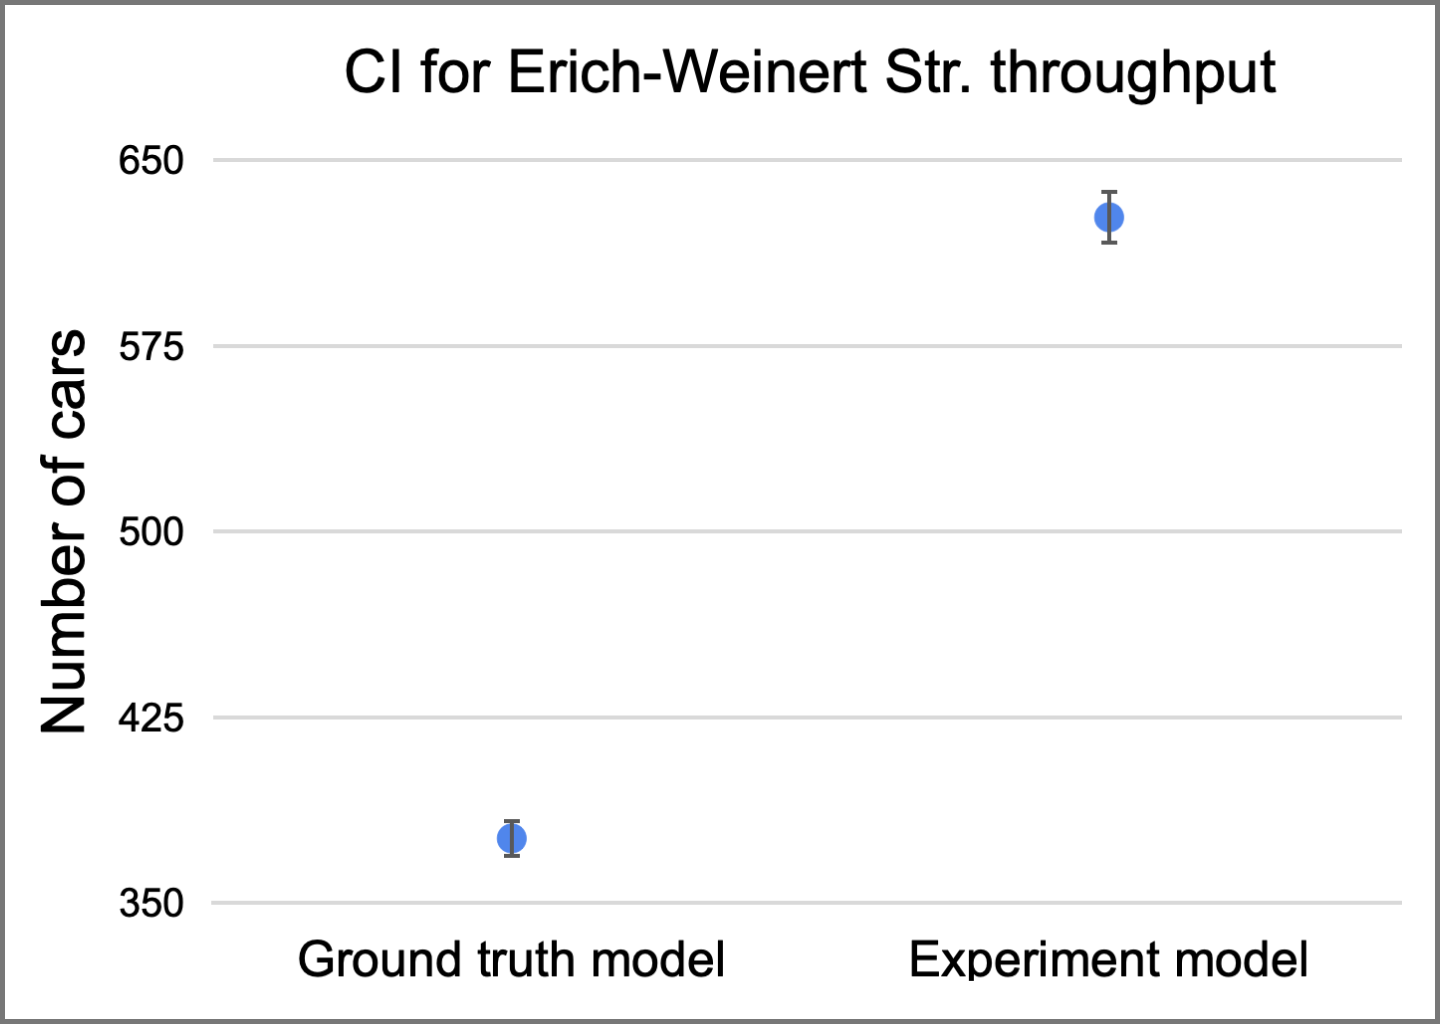 CI for Erich-Weinert Str. throughput
650
575
500
425
350
Number of cars
Ground truth model
Experiment model